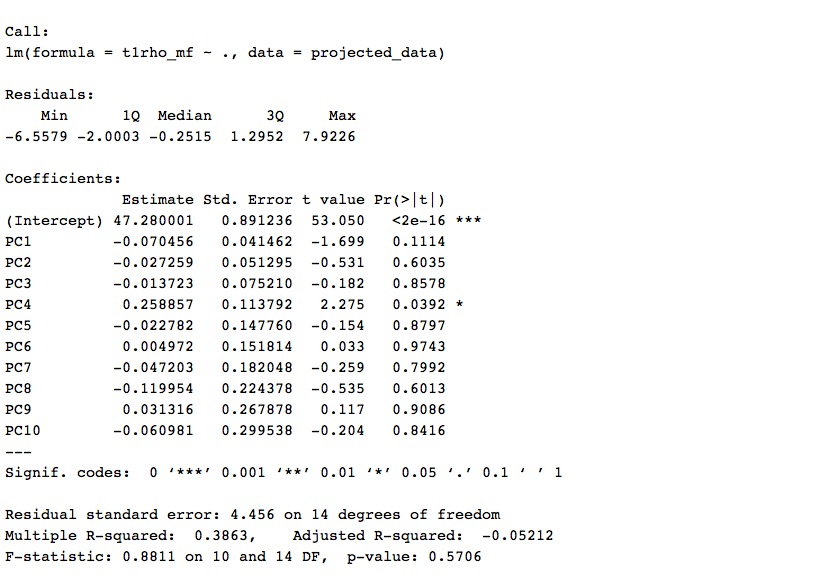 Call:
lm(formula = t1rho_mf ~ ., data = projected_data)
Residuals:
    Min      1Q  Median      3Q     Max
-6.5579 -2.0003 -0.2515  1.2952  7.9226
Coefficients:
             Estimate Std. Error t value Pr(>|t|)
(Intercept) 47.280001   0.891236  53.050   <2e-16 ***
PC1         -0.070456   0.041462  -1.699   0.1114
PC2         -0.027259   0.051295  -0.531   0.6035
PC3         -0.013723   0.075210  -0.182   0.8578
PC4          0.258857   0.113792   2.275   0.0392 *
PC5         -0.022782   0.147760  -0.154   0.8797
PC6          0.004972   0.151814   0.033   0.9743
PC7         -0.047203   0.182048  -0.259   0.7992
PC8         -0.119954   0.224378  -0.535   0.6013
PC9          0.031316   0.267878   0.117   0.9086
PC10        -0.060981   0.299538  -0.204   0.8416
---
Signif. codes:  0 ‘***’ 0.001 ‘**’ 0.01 ‘*’ 0.05 ‘.’ 0.1 ‘ ’ 1
Residual standard error: 4.456 on 14 degrees of freedom
Multiple R-squared:  0.3863,    Adjusted R-squared:  -0.05212
F-statistic: 0.8811 on 10 and 14 DF,  p-value: 0.5706